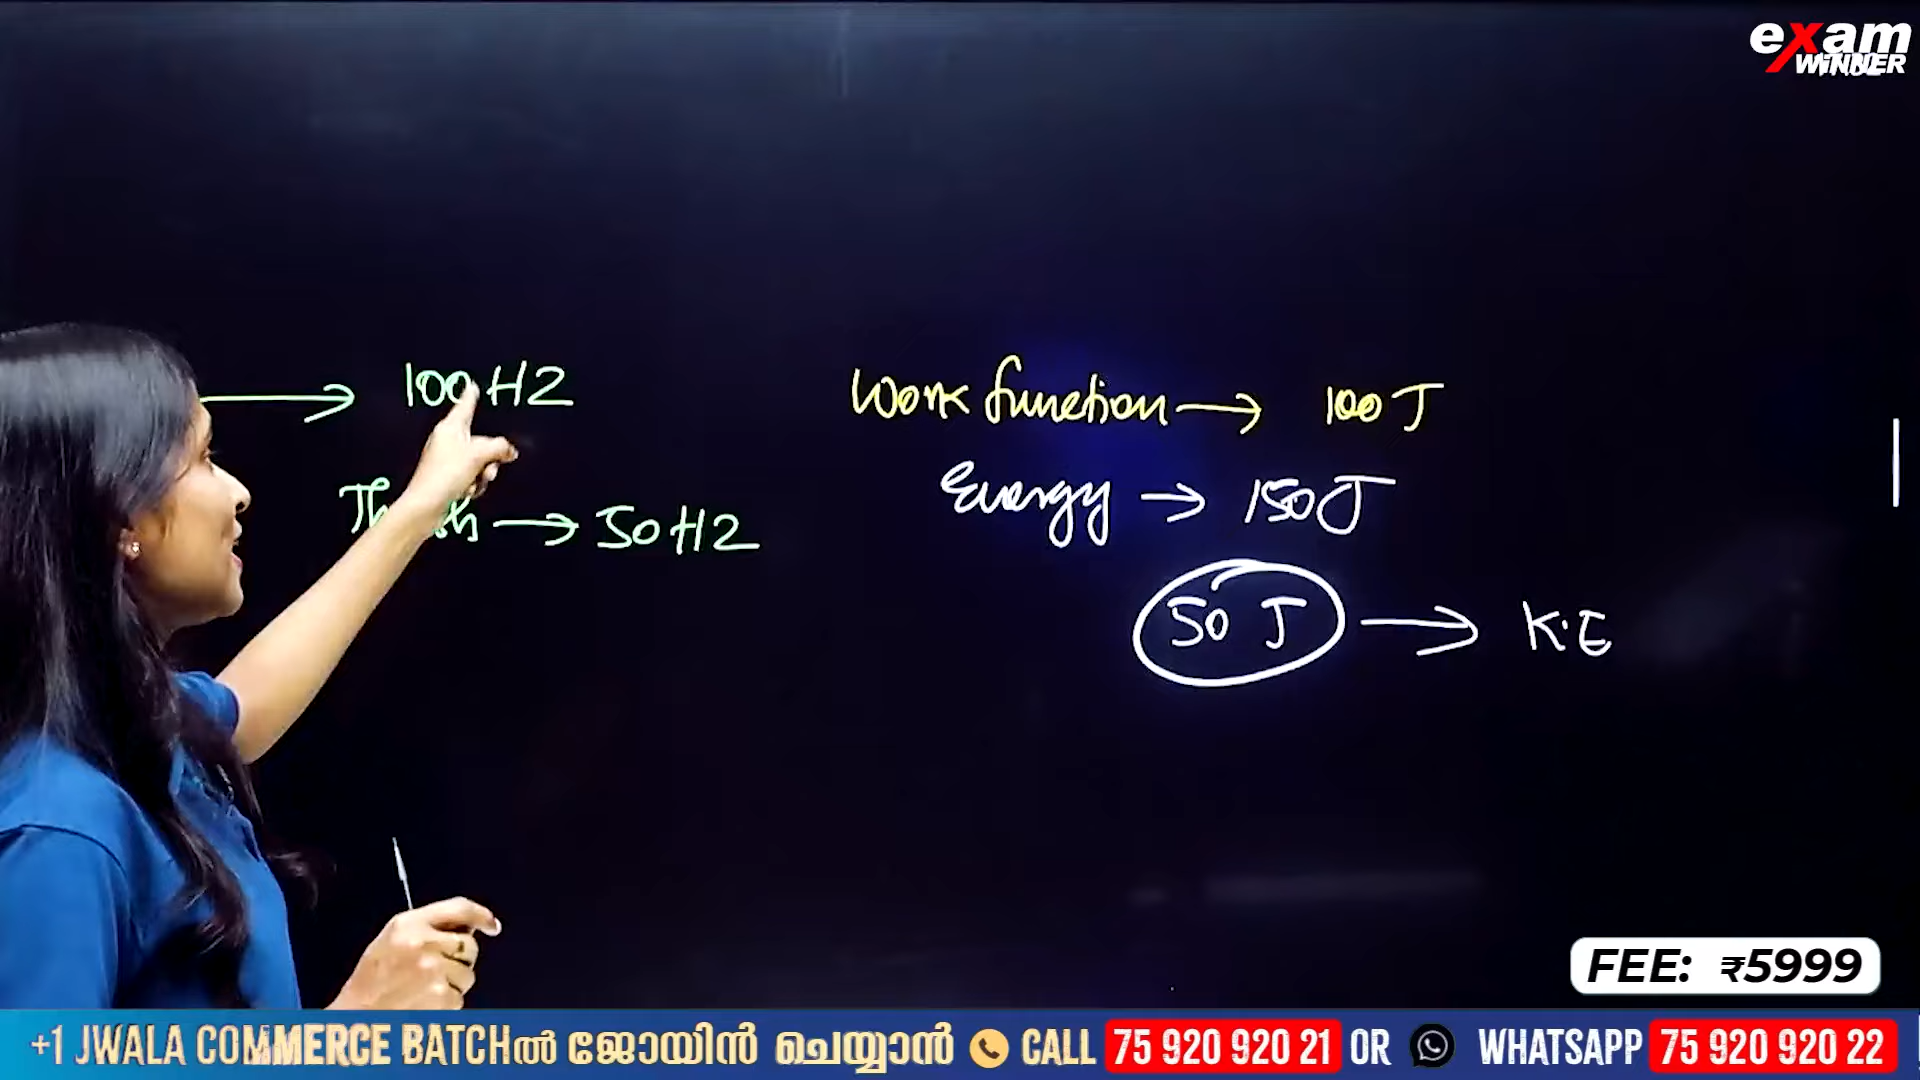 exam
WINNER
100 HZ
Work function → 100 J
Energy → 150 J
→ 50 HZ
50 J → K.E
FEE: ₹5999
+1 JWALA COMMERCE BATCHൽ ജോയിൻ ചെയ്യാൻ CALL 75 920 920 21 OR WHATSAPP 75 920 920 22